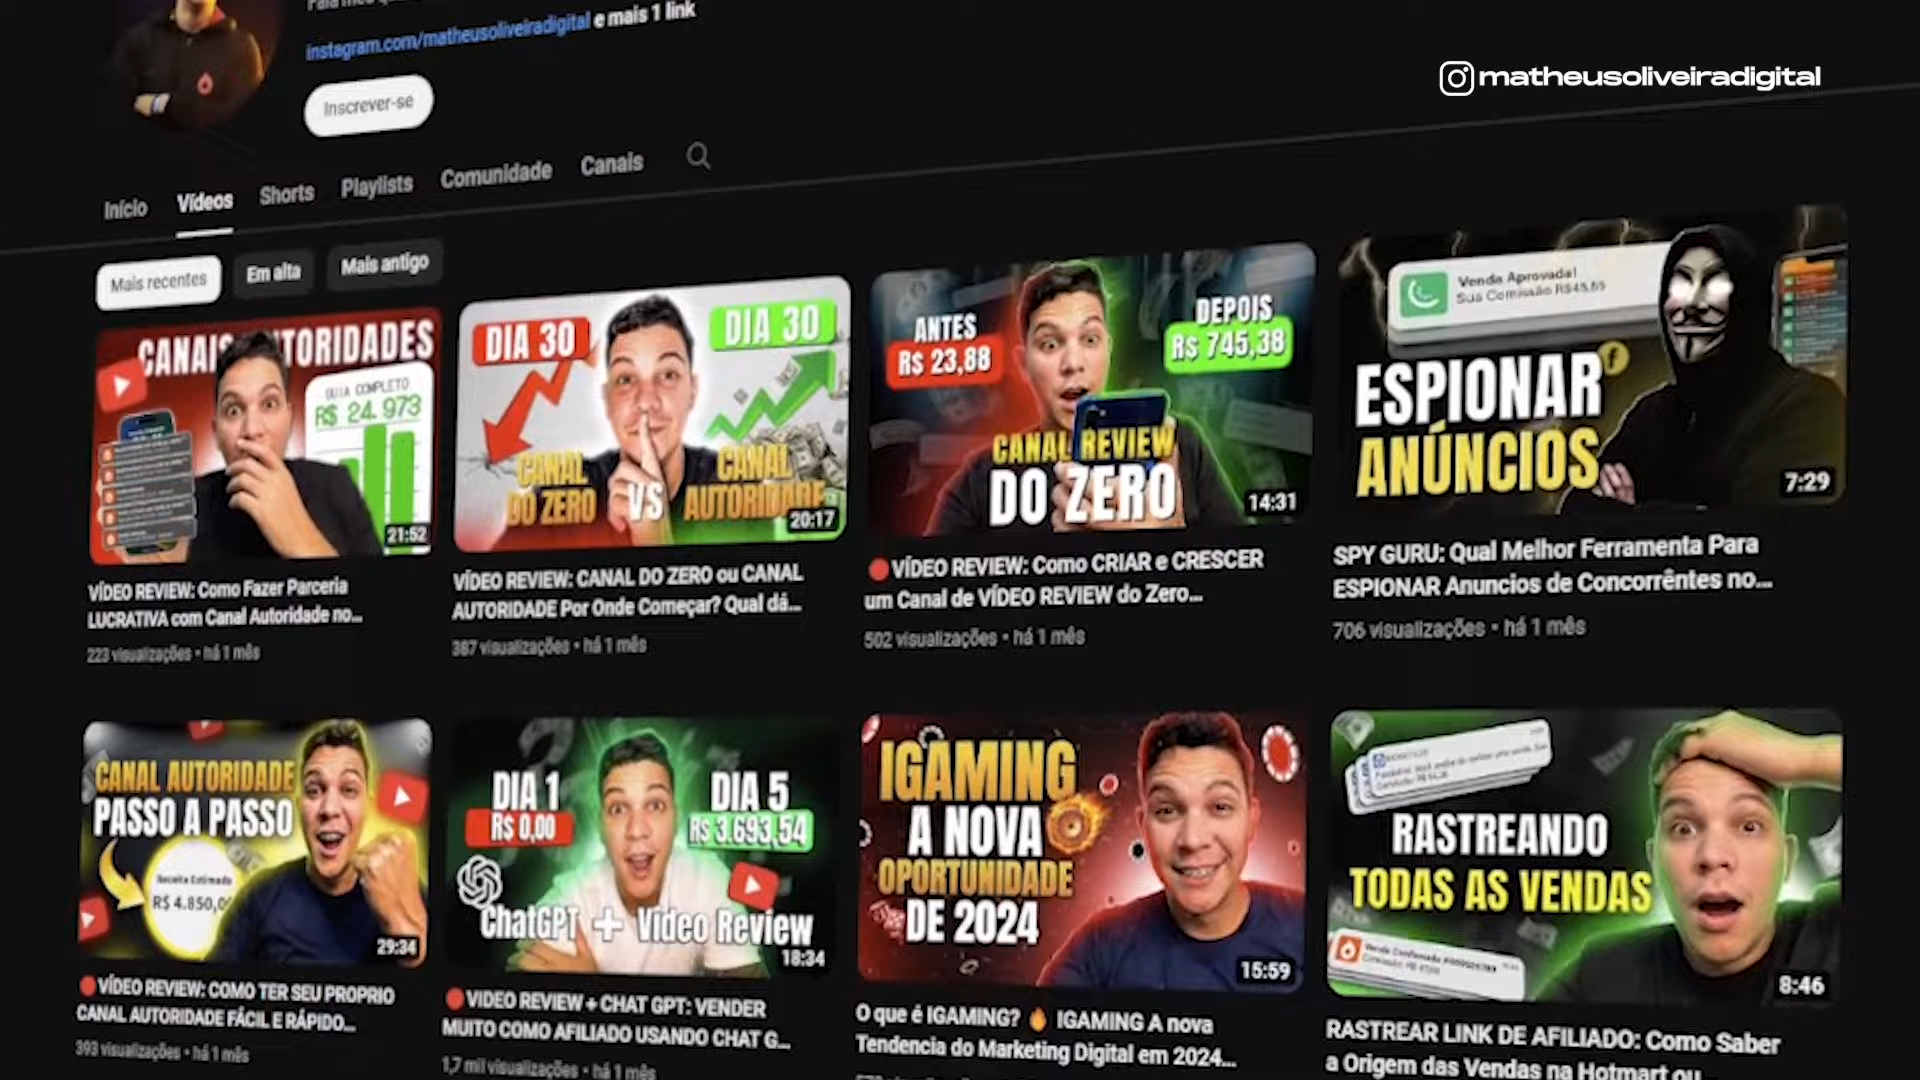 instagram.com/matheusoliveiradigital e mais 1 link
matheusoliveiradigital
Inscrever-se
Início
Vídeos
Shorts
Playlists
Comunidade
Canais
Mais recentes
Em alta
Mais antigo
CANAIS
GUIA COMPLETO
R$ 24.973
21:52
VÍDEO REVIEW: Como Fazer Parceria
LUCRATIVA com Canal Autoridade no...
223 visualizações • há 1 mês
DIA 30
DIA 30
CANAL
DO ZERO
VS
CANAL
AUTORIDADE
20:17
VÍDEO REVIEW: CANAL DO ZERO ou CANAL
AUTORIDADE Por Onde Começar? Qual dá...
387 visualizações • há 1 mês
ANTES
R$ 23,88
DEPOIS
R$ 745,38
CANAL REVIEW
DO ZERO
14:31
VÍDEO REVIEW: Como CRIAR e CRESCER
um Canal de VÍDEO REVIEW do Zero...
502 visualizações • há 1 mês
Venda Aprovada!
Sua Comissão
ESPIONAR
ANÚNCIOS
7:29
SPY GURU: Qual Melhor Ferramenta Para
ESPIONAR Anuncios de Concorrêntes no...
706 visualizações • há 1 mês
CANAL AUTORIDADE
PASSO A PASSO
Receita Estimada
R$ 4.850,0
29:34
VÍDEO REVIEW: COMO TER SEU PROPRIO
CANAL AUTORIDADE FÁCIL E RÁPIDO...
393 visualizações • há 1 mês
DIA 1
R$ 0,00
DIA 5
R$ 3.693,54
ChatGPT + Vídeo Review
18:34
VIDEO REVIEW + CHAT GPT: VENDER
MUITO COMO AFILIADO USANDO CHAT G...
1,7 mil visualizações • há 1 mês
IGAMING
A NOVA
OPORTUNIDADE
DE 2024
15:59
O que é IGAMING? 🔥 IGAMING A nova
Tendencia do Marketing Digital em 2024...
RASTREANDO
TODAS AS VENDAS
Venda Confirmada
8:46
RASTREAR LINK DE AFILIADO: Como Saber
a Origem das Vendas na Hotmart ou